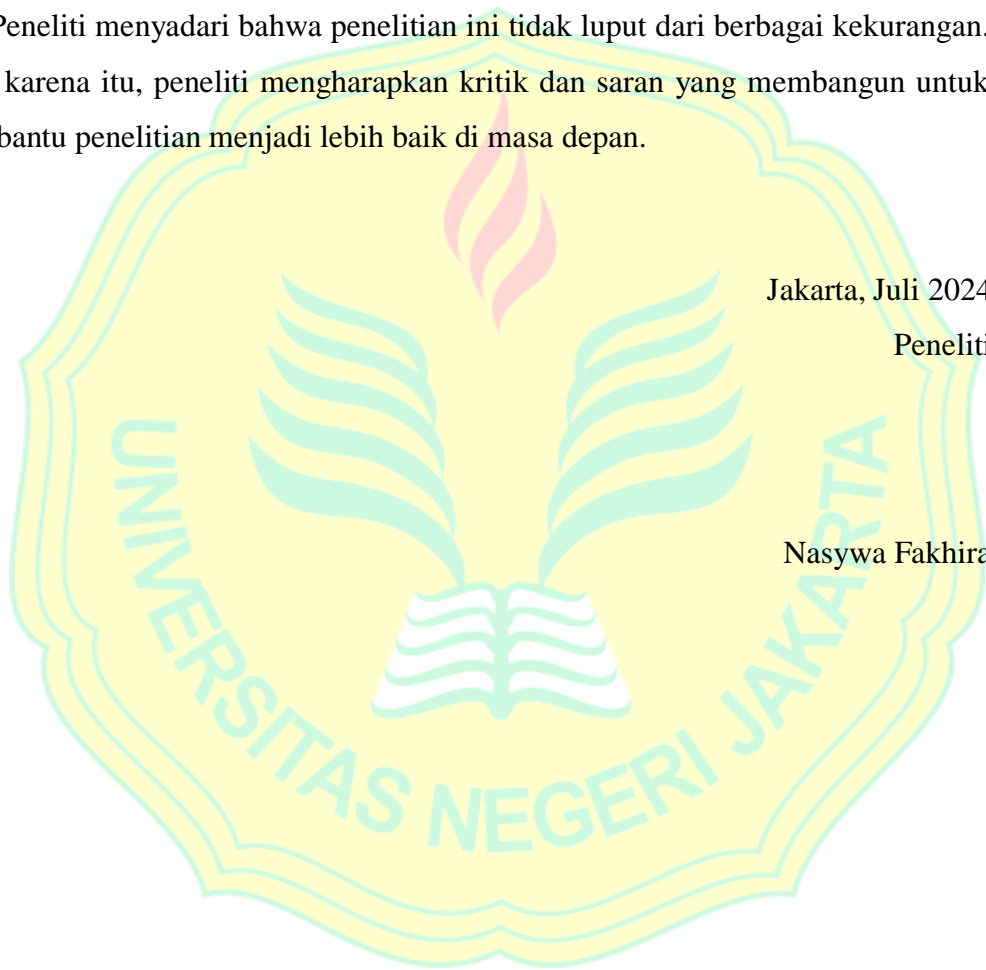 Peneliti menyadari bahwa penelitian ini tidak luput dari berbagai kekurangan.
karena itu, peneliti mengharapkan kritik dan saran yang membangun untuk
bantu penelitian menjadi lebih baik di masa depan.
Jakarta, Juli 2024
Peneliti
Nasywa Fakhira
UNIVERSITAS NEGERI JAKARTA